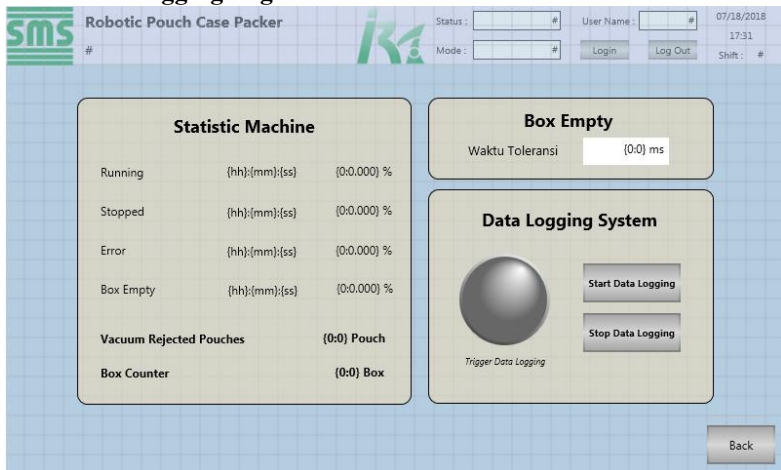 sms
Robotic Pouch Case Packer
#
Status : #
Mode : #
User Name : #
Login Log Out
07/18/2018
17:31
Shift : #
Statistic Machine
Running {hh}:{mm}:{ss} {0:0.000} %
Stopped {hh}:{mm}:{ss} {0:0.000} %
Error {hh}:{mm}:{ss} {0:0.000} %
Box Empty {hh}:{mm}:{ss} {0:0.000} %
Vacuum Rejected Pouches {0:0} Pouch
Box Counter {0:0} Box
Box Empty
Waktu Toleransi {0:0} ms
Data Logging System
Start Data Logging
Stop Data Logging
Trigger Data Logging
Back